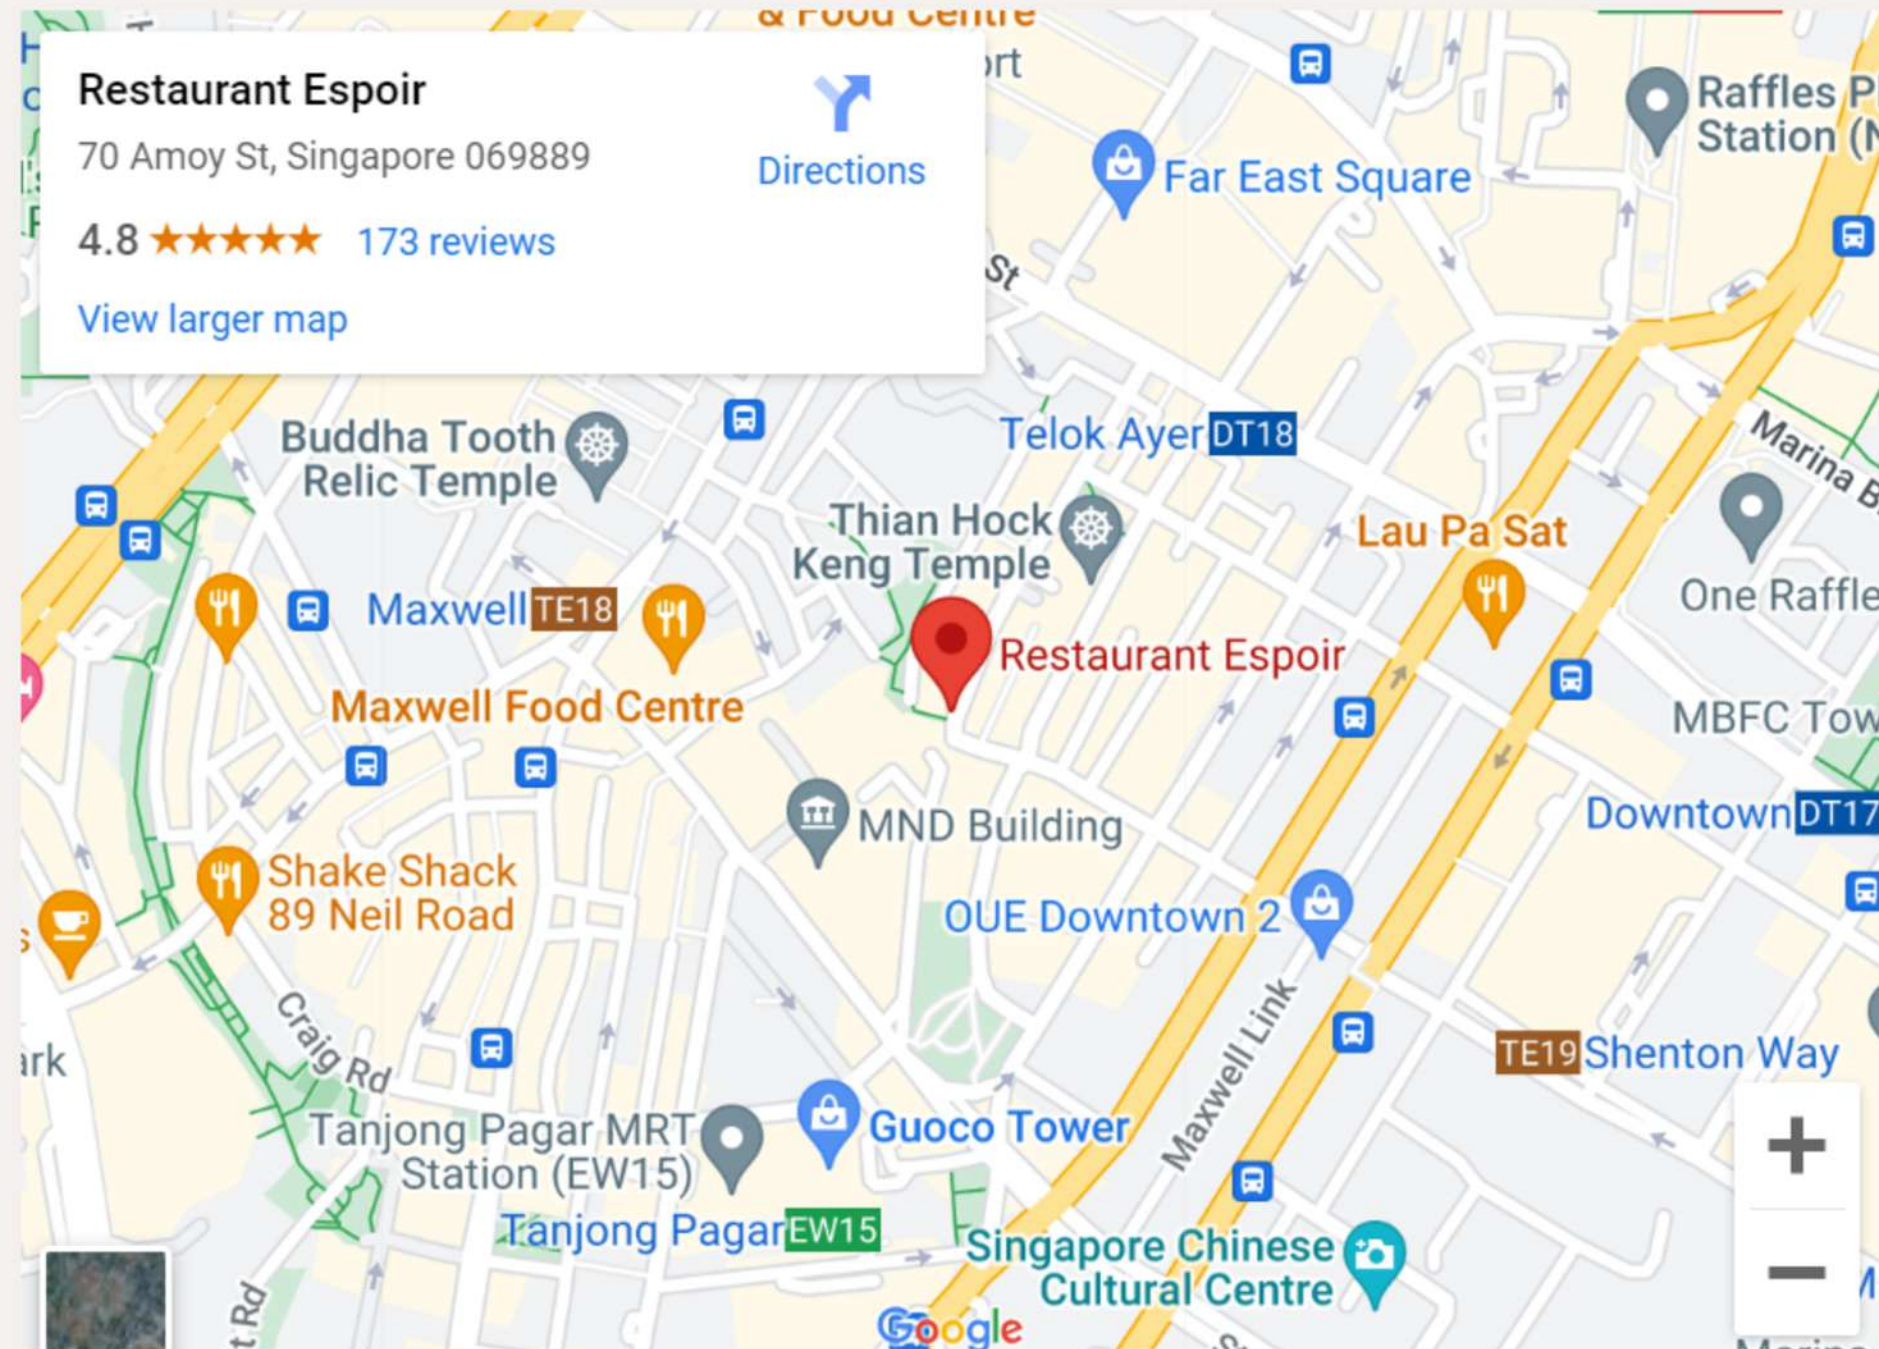 & Food Centre
Restaurant Espoir
70 Amoy St, Singapore 069889
4.8
173 reviews
View larger map
Directions
Raffles Pl
Station (N
Far East Square
St
Buddha Tooth
Relic Temple
Telok Ayer DT18
Marina B
Thian Hock
Keng Temple
Lau Pa Sat
One Raffle
Maxwell TE18
Restaurant Espoir
Maxwell Food Centre
MBFC Tow
MND Building
Downtown DT17
Shake Shack
89 Neil Road
OUE Downtown 2
Maxwell Link
Craig Rd
TE19 Shenton Way
ark
Tanjong Pagar MRT
Station (EW15)
Guoco Tower
Tanjong Pagar EW15
Singapore Chinese
Cultural Centre
t Rd
Google